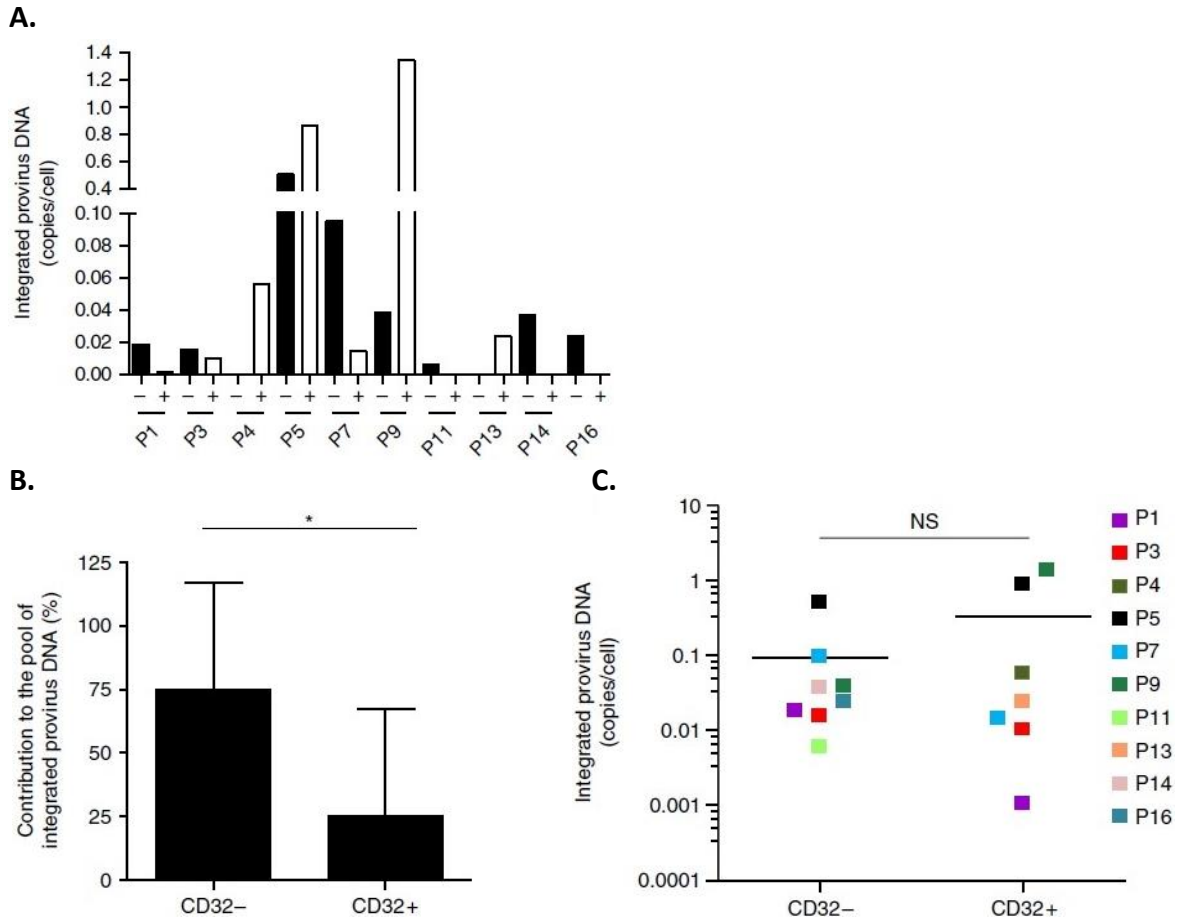 A.
Integrated provirus DNA
(copies/cell)
1.4
1.2
1.0
0.8
0.6
0.4
0.10
0.08
0.06
0.04
0.02
0.00
− + − + − + − + − + − + − + − + − + − +
P1 P3 P4 P5 P7 P9 P11 P13 P14 P16
B.
*
Contribution to the pool of
integrated provirus DNA (%)
125
100
75
50
25
0
CD32− CD32+
C.
NS
Integrated provirus DNA
(copies/cell)
10
1
0.1
0.01
0.001
0.0001
CD32− CD32+
P1
P3
P4
P5
P7
P9
P11
P13
P14
P16